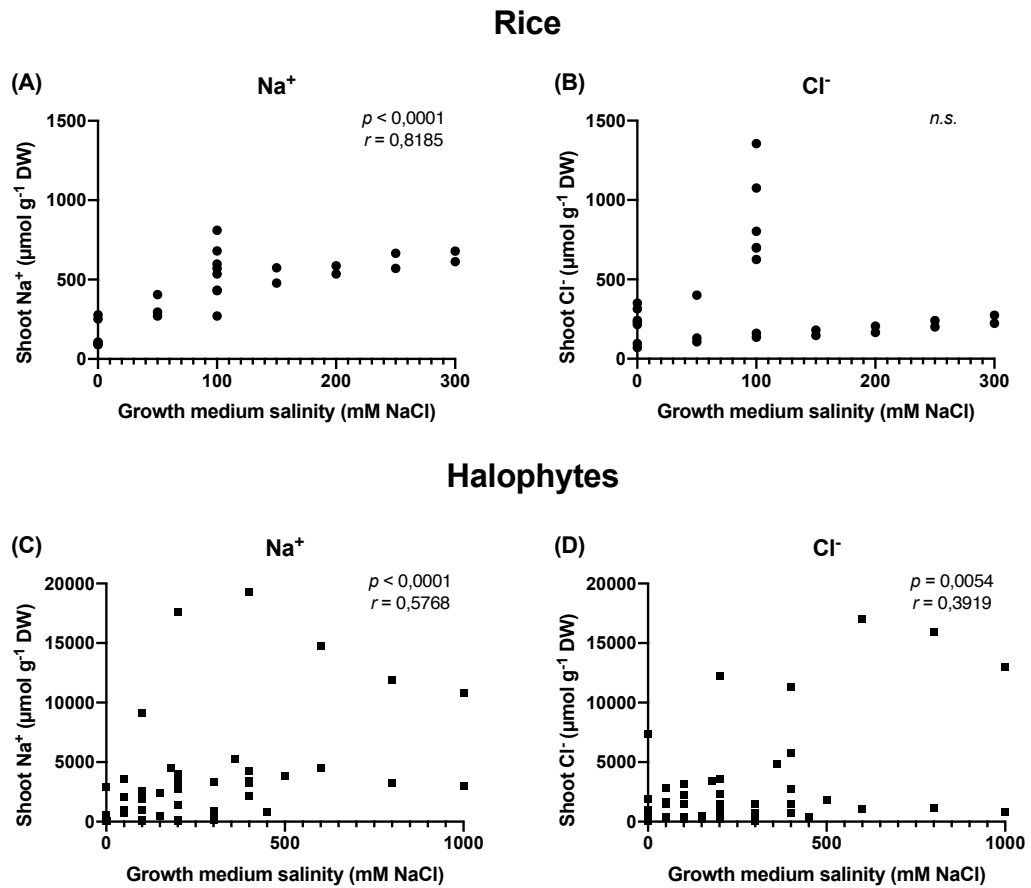 Rice
(A)
Na⁺
p < 0,0001
r = 0,8185
1500
1000
500
0
Shoot Na⁺ (µmol g⁻¹ DW)
0 100 200 300
Growth medium salinity (mM NaCl)
(B)
Cl⁻
n.s.
1500
1000
500
0
Shoot Cl⁻ (µmol g⁻¹ DW)
0 100 200 300
Growth medium salinity (mM NaCl)
Halophytes
(C)
Na⁺
p < 0,0001
r = 0,5768
20000
15000
10000
5000
0
Shoot Na⁺ (µmol g⁻¹ DW)
0 500 1000
Growth medium salinity (mM NaCl)
(D)
Cl⁻
p = 0,0054
r = 0,3919
20000
15000
10000
5000
0
Shoot Cl⁻ (µmol g⁻¹ DW)
0 500 1000
Growth medium salinity (mM NaCl)